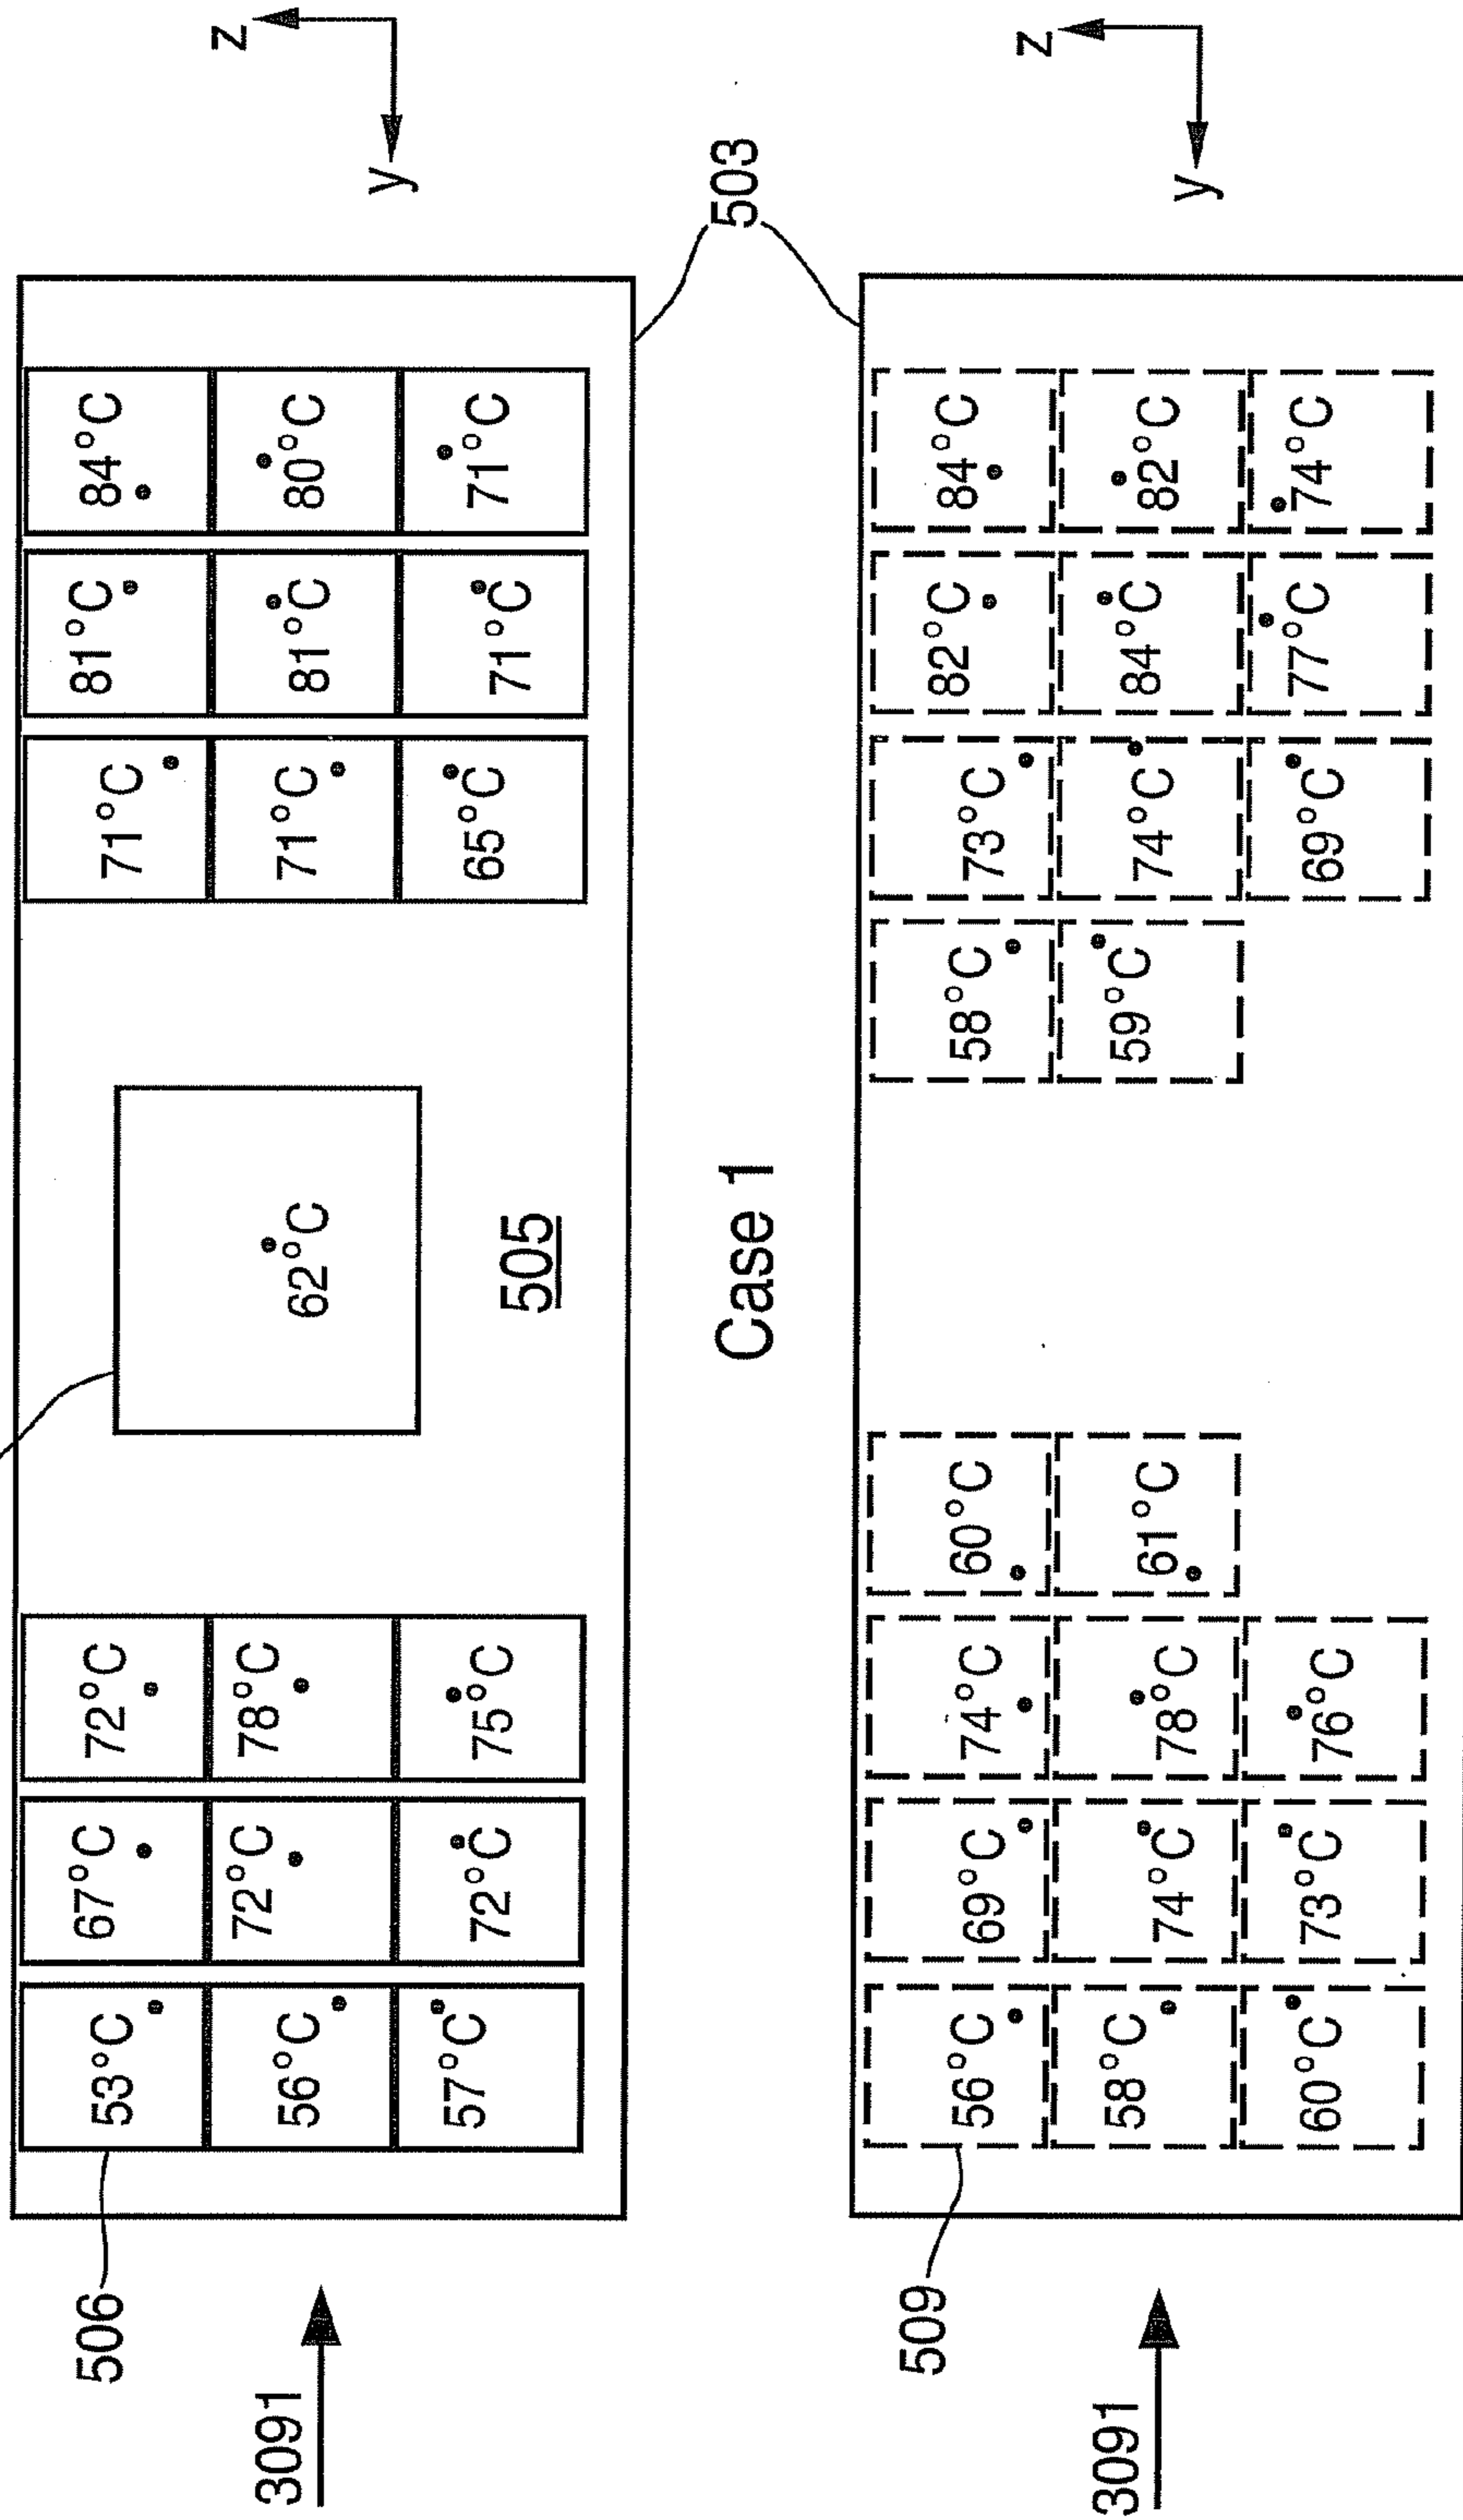 506 53°C 67°C 72°C 71°C 81°C 84°C z
3091 56°C 72°C 78°C 62°C 71°C 81°C 80°C y
57°C 72°C 75°C 65°C 71°C 71°C
505
Case 1 503
509 56°C 69°C 74°C 60°C 58°C 73°C 82°C 84°C z
3091 58°C 74°C 78°C 61°C 59°C 74°C 84°C 82°C y
60°C 73°C 76°C 69°C 77°C 74°C